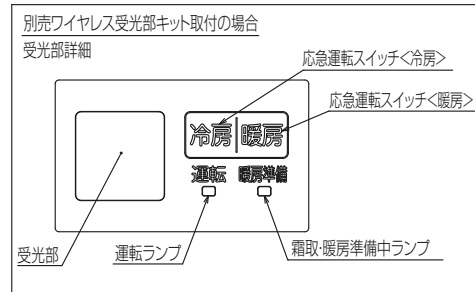 別売ワイヤレス受光部キット取付の場合
受光部詳細
応急運転スイッチ<冷房>
応急運転スイッチ<暖房>
冷房 暖房
運転 暖房準備
受光部
運転ランプ
霜取・暖房準備中ランプ